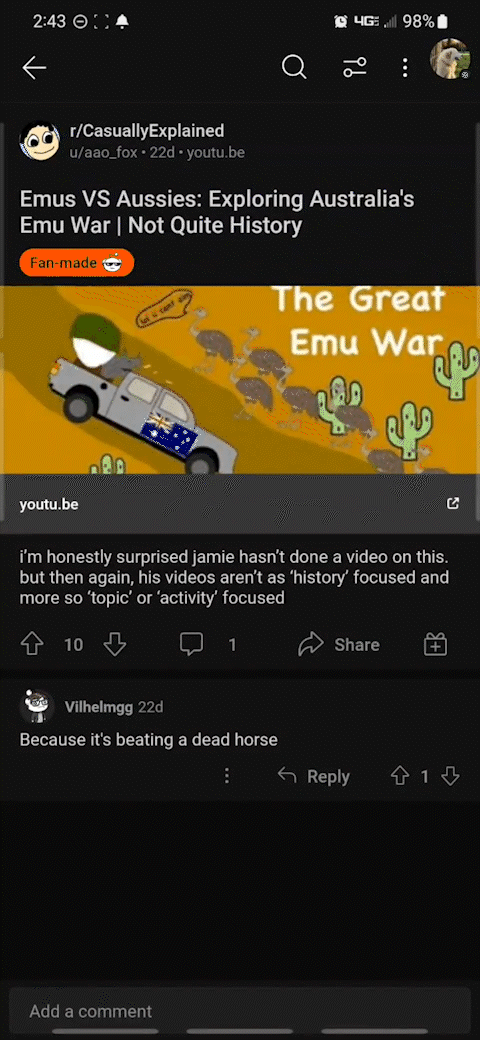 2:43
4GE
98%
r/CasuallyExplained
u/aao_fox • 22d • youtu.be
Emus VS Aussies: Exploring Australia's
Emu War | Not Quite History
Fan-made
The Great
Emu War
youtu.be
i'm honestly surprised jamie hasn't done a video on this.
but then again, his videos aren't as ‘history’ focused and
more so ‘topic’ or ‘activity’ focused
10
1
Share
Vilhelmgg 22d
Because it's beating a dead horse
Reply
1
Add a comment